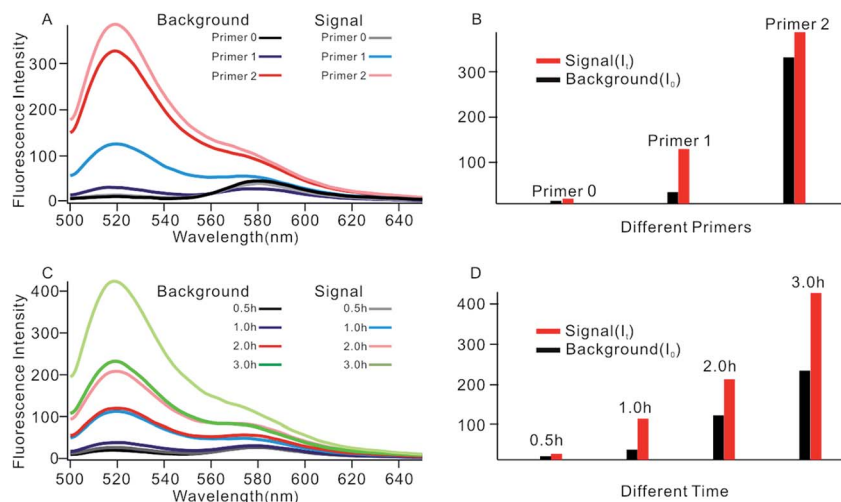 A
Background
Signal
Primer 0
Primer 0
Primer 1
Primer 1
Primer 2
Primer 2
Fluorescence Intensity
300
200
100
0
500 520 540 560 580 600 620 640
Wavelength(nm)
B
Primer 2
Signal(It)
Background(I0)
Primer 1
Primer 0
300
200
100
Different Primers
C
Background
Signal
0.5h
0.5h
1.0h
1.0h
2.0h
2.0h
3.0h
3.0h
Fluorescence Intensity
400
300
200
100
0
500 520 540 560 580 600 620 640
Wavelength(nm)
D
3.0h
Signal(It)
Background(I0)
2.0h
1.0h
0.5h
400
300
200
100
Different Time